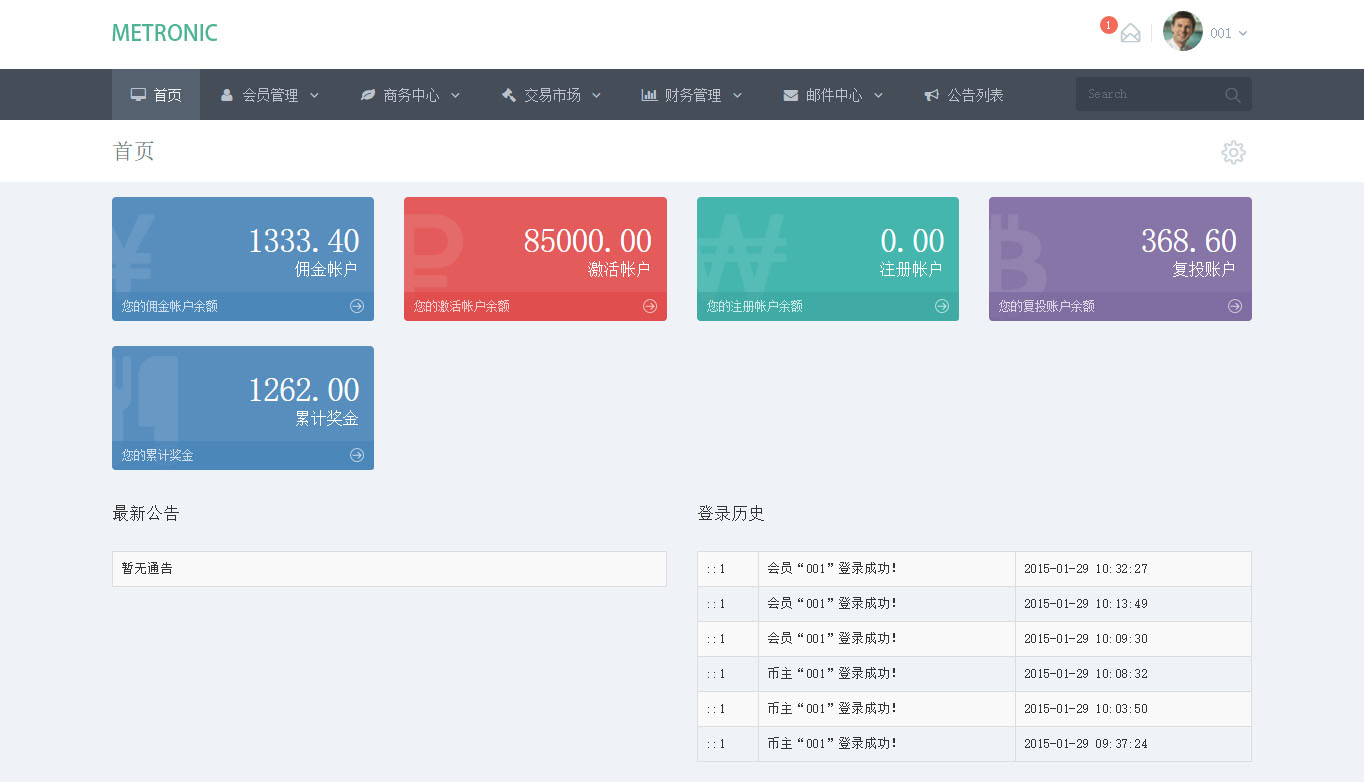 METRONIC
1
001
首页
会员管理
商务中心
交易市场
财务管理
邮件中心
公告列表
Search
首页
1333.40
佣金帐户
您的佣金帐户余额
85000.00
激活帐户
您的激活帐户余额
0.00
注册帐户
您的注册帐户余额
368.60
复投账户
您的复投账户余额
1262.00
累计奖金
您的累计奖金
最新公告
暂无通告
登录历史
::1 会员“001”登录成功! 2015-01-29 10:32:27
::1 会员“001”登录成功! 2015-01-29 10:13:49
::1 会员“001”登录成功! 2015-01-29 10:09:30
::1 币主“001”登录成功! 2015-01-29 10:08:32
::1 币主“001”登录成功! 2015-01-29 10:03:50
::1 币主“001”登录成功! 2015-01-29 09:37:24